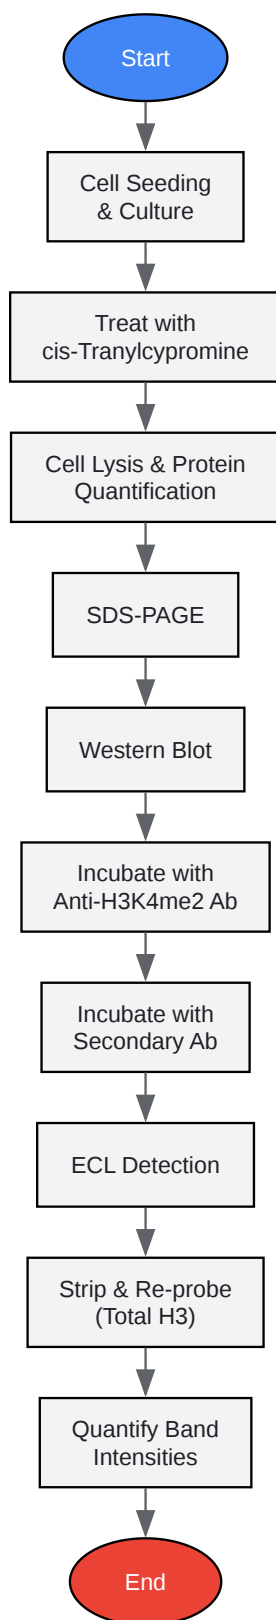 Start
Cell Seeding
& Culture
Treat with
cis-Tranylcypromine
Cell Lysis & Protein
Quantification
SDS-PAGE
Western Blot
Incubate with
Anti-H3K4me2 Ab
Incubate with
Secondary Ab
ECL Detection
Strip & Re-probe
(Total H3)
Quantify Band
Intensities
End